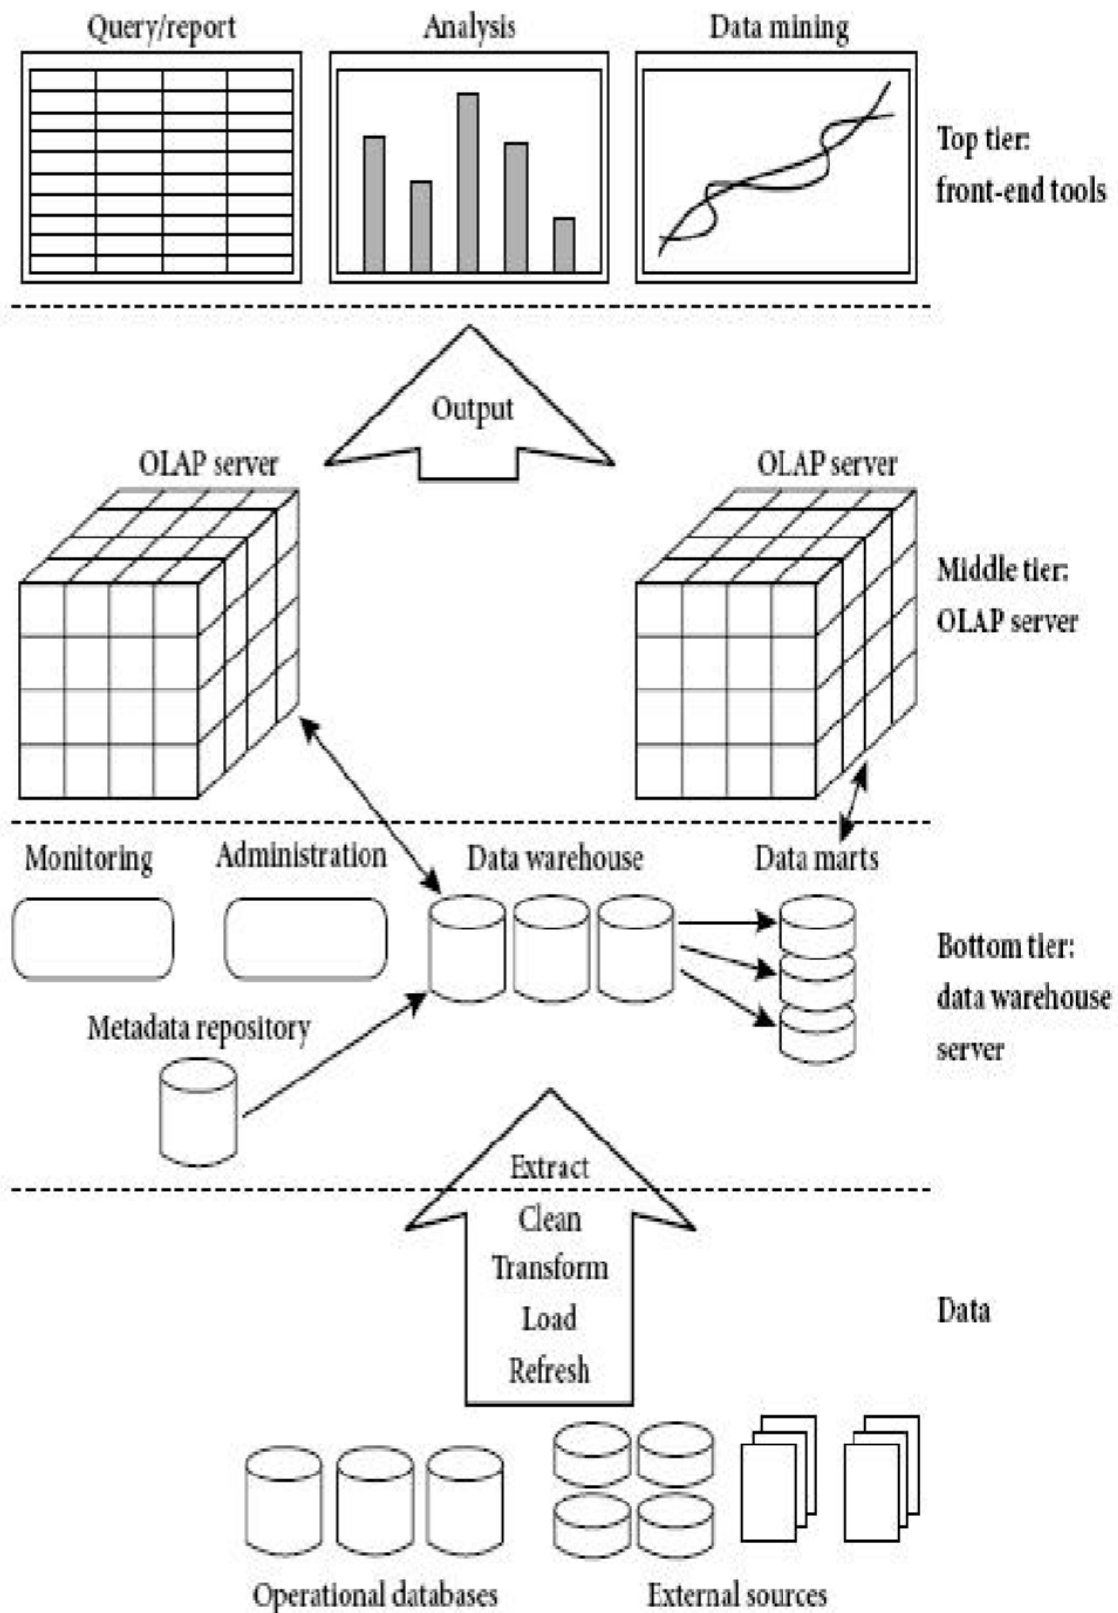 Query/report
Analysis
Data mining
Top tier:
front-end tools
Output
OLAP server
OLAP server
Middle tier:
OLAP server
Monitoring
Administration
Data warehouse
Data marts
Bottom tier:
data warehouse
server
Metadata repository
Extract
Clean
Transform
Load
Refresh
Data
Operational databases
External sources